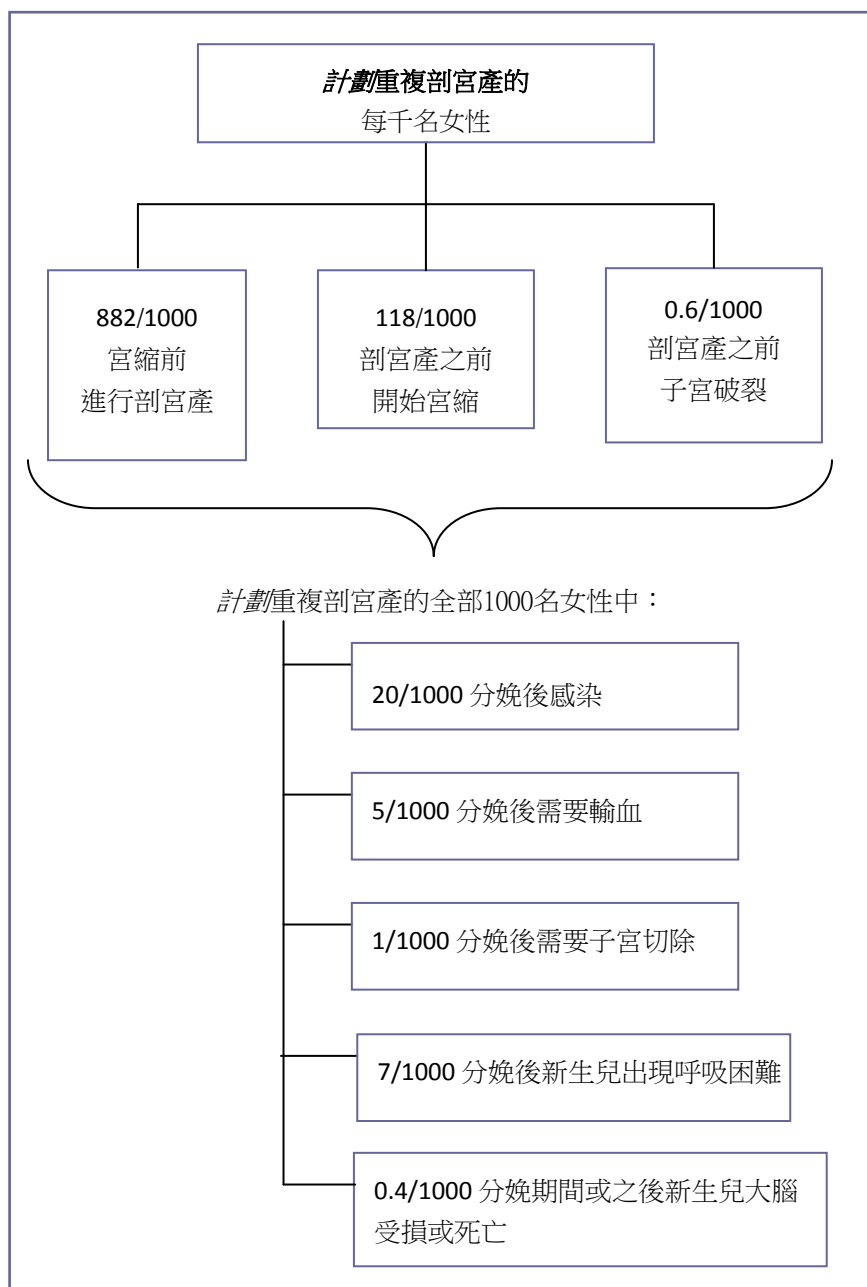 計劃重複剖宮產的
每千名女性
882/1000
宮縮前
進行剖宮產
118/1000
剖宮產之前
開始宮縮
0.6/1000
剖宮產之前
子宮破裂
計劃重複剖宮產的全部1000名女性中：
20/1000 分娩後感染
5/1000 分娩後需要輸血
1/1000 分娩後需要子宮切除
7/1000 分娩後新生兒出現呼吸困難
0.4/1000 分娩期間或之後新生兒大腦
受損或死亡